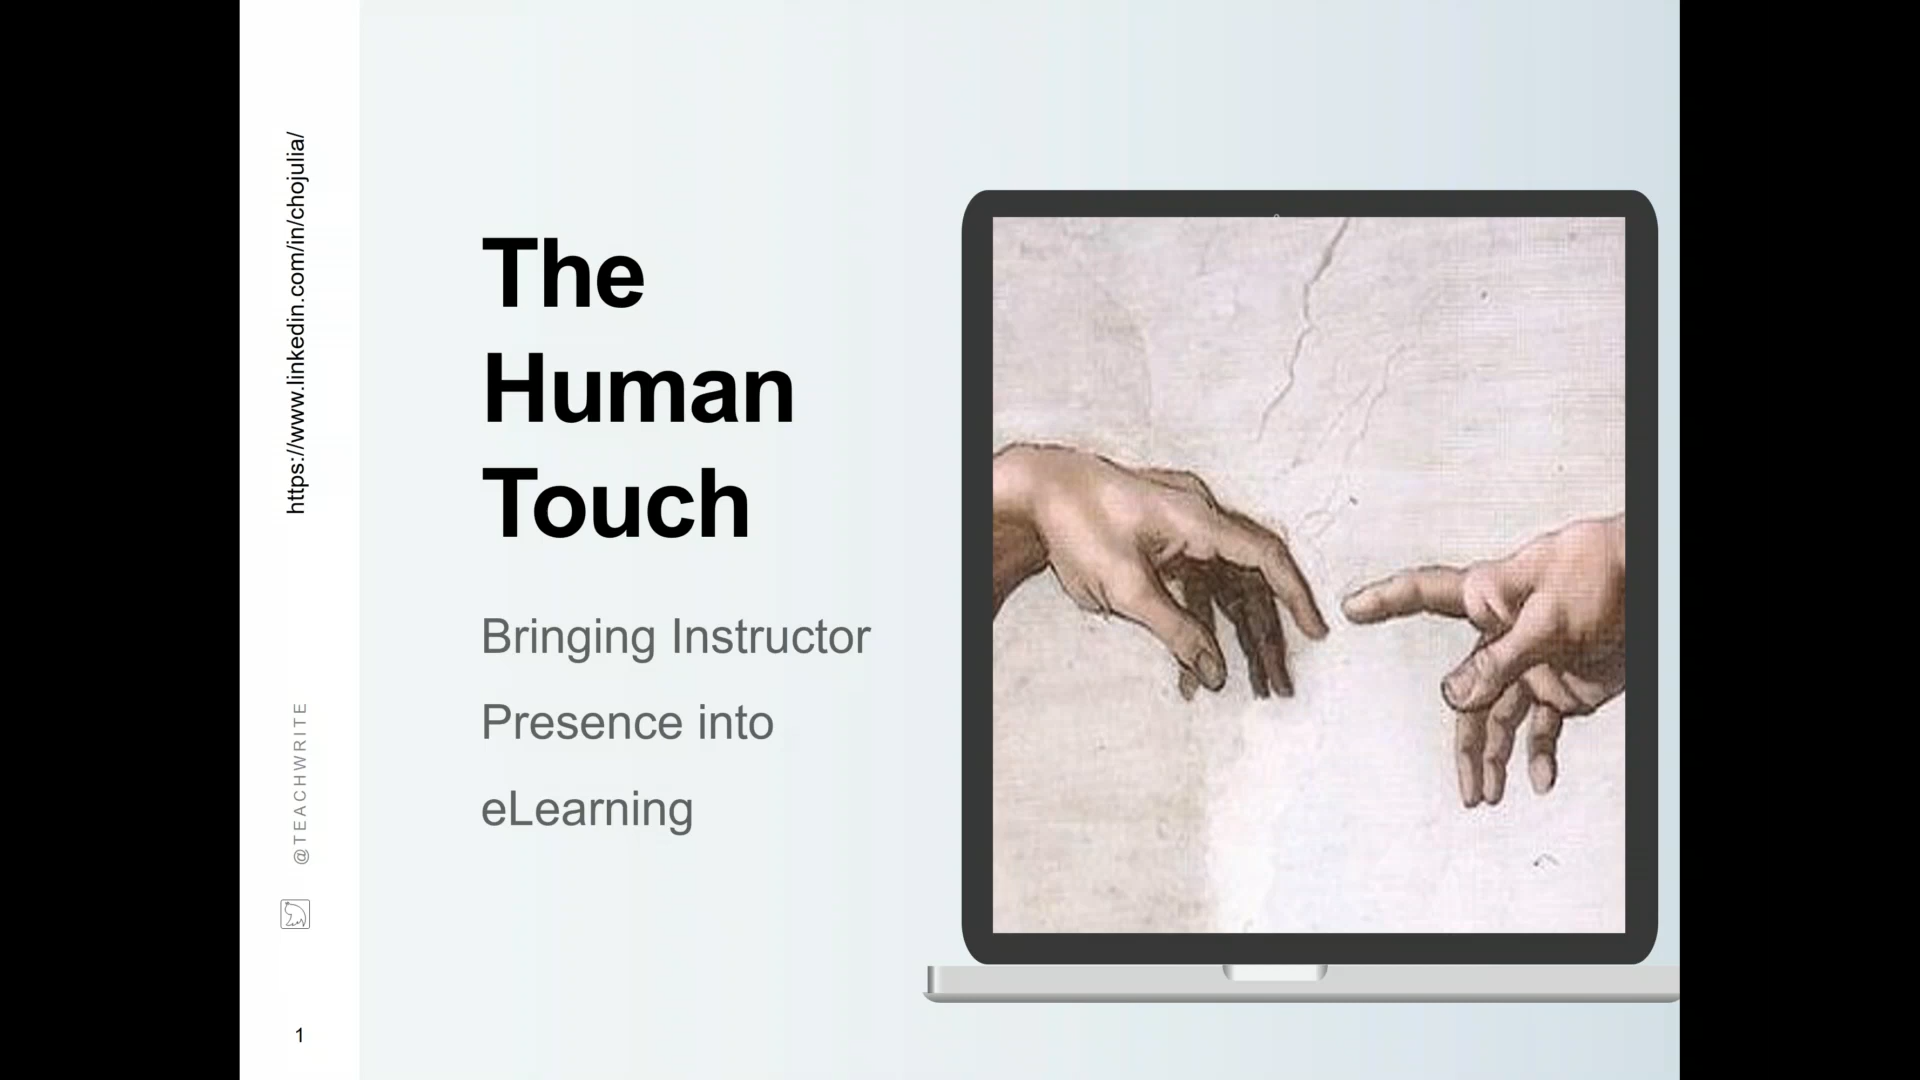 https://www.linkedin.com/in/chojulia/
@TEACHWRITE
1
The
Human
Touch
Bringing Instructor
Presence into
eLearning